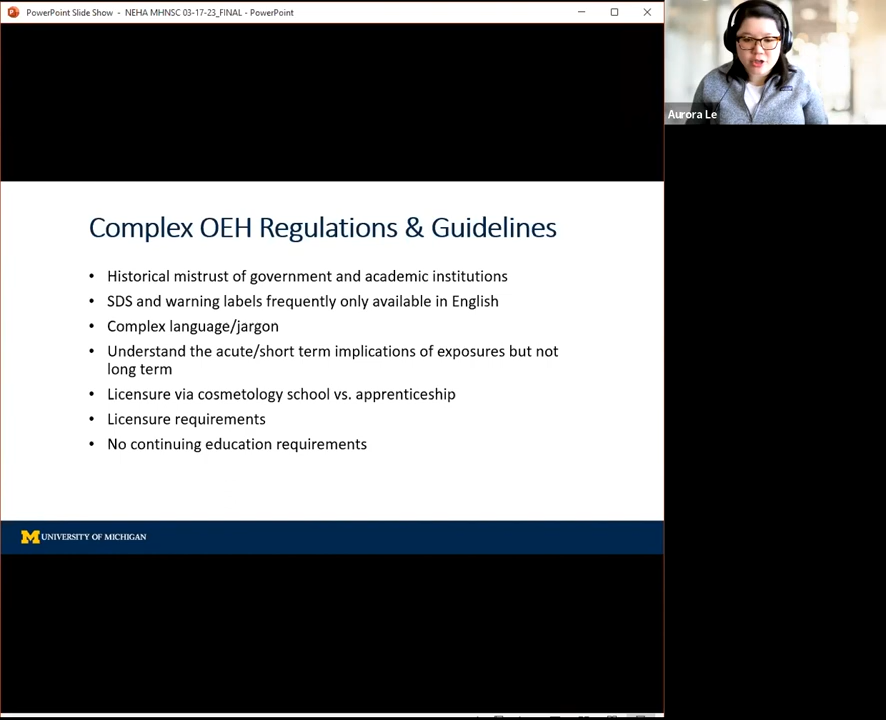 PowerPoint Slide Show - NEHA MHNSC 03-17-23_FINAL - PowerPoint
Aurora Le
Complex OEH Regulations & Guidelines
• Historical mistrust of government and academic institutions
• SDS and warning labels frequently only available in English
• Complex language/jargon
• Understand the acute/short term implications of exposures but not
long term
• Licensure via cosmetology school vs. apprenticeship
• Licensure requirements
• No continuing education requirements
M UNIVERSITY OF MICHIGAN